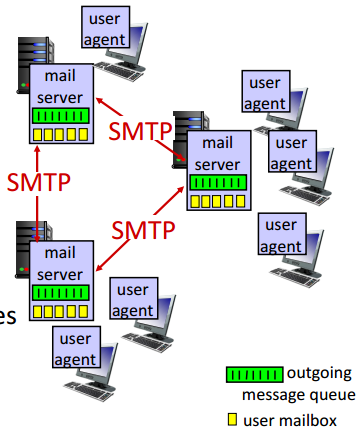 user
agent
mail
server
user
agent
SMTP
mail
server
user
agent
SMTP
SMTP
user
agent
mail
server
user
agent
es
user
agent
outgoing
message queue
user mailbox